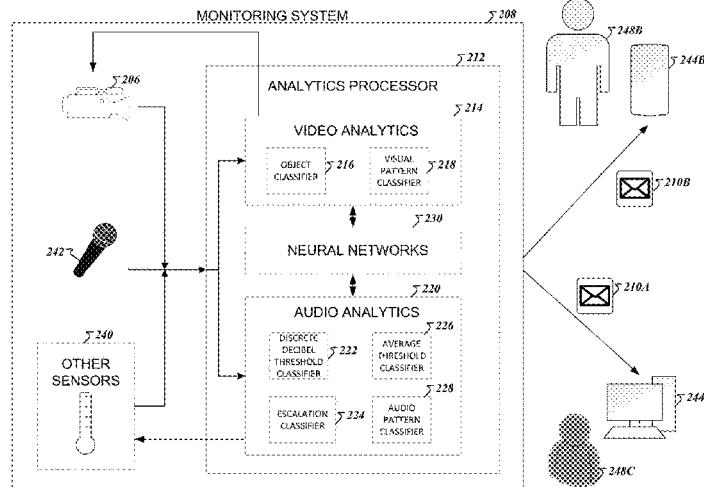 MONITORING SYSTEM
208
248B
244B
206
212
ANALYTICS PROCESSOR
214
VIDEO ANALYTICS
OBJECT
CLASSIFIER
216
VISUAL
PATTERN
CLASSIFIER
218
210B
230
NEURAL NETWORKS
242
220
AUDIO ANALYTICS
210A
DISCRETE
DECIBEL
THRESHOLD
CLASSIFIER
222
AVERAGE
THRESHOLD
CLASSIFIER
226
240
OTHER
SENSORS
ESCALATION
CLASSIFIER
224
AUDIO
PATTERN
CLASSIFIER
228
244
248C